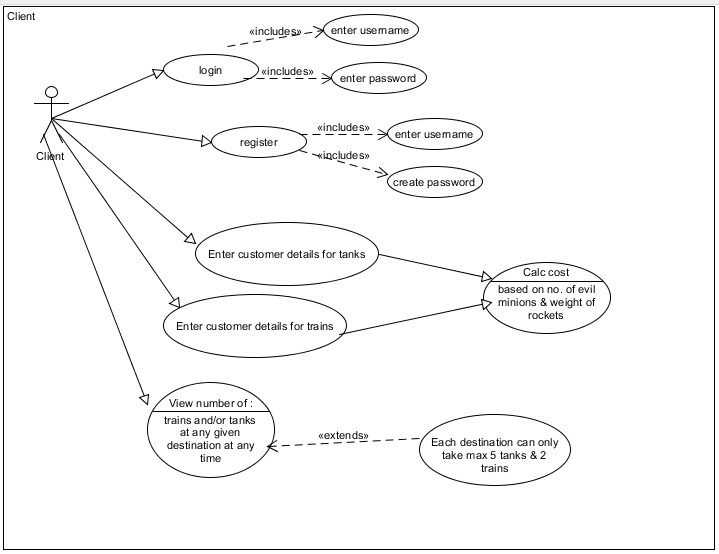 Client
«includes»
enter username
login
«includes»
enter password
Client
register
«includes»
enter username
«includes»
create password
Enter customer details for tanks
Calc cost
based on no. of evil
minions & weight of
rockets
Enter customer details for trains
View number of :
trains and/or tanks
at any given
destination at any
time
«extends»
Each destination can only
take max 5 tanks & 2
trains